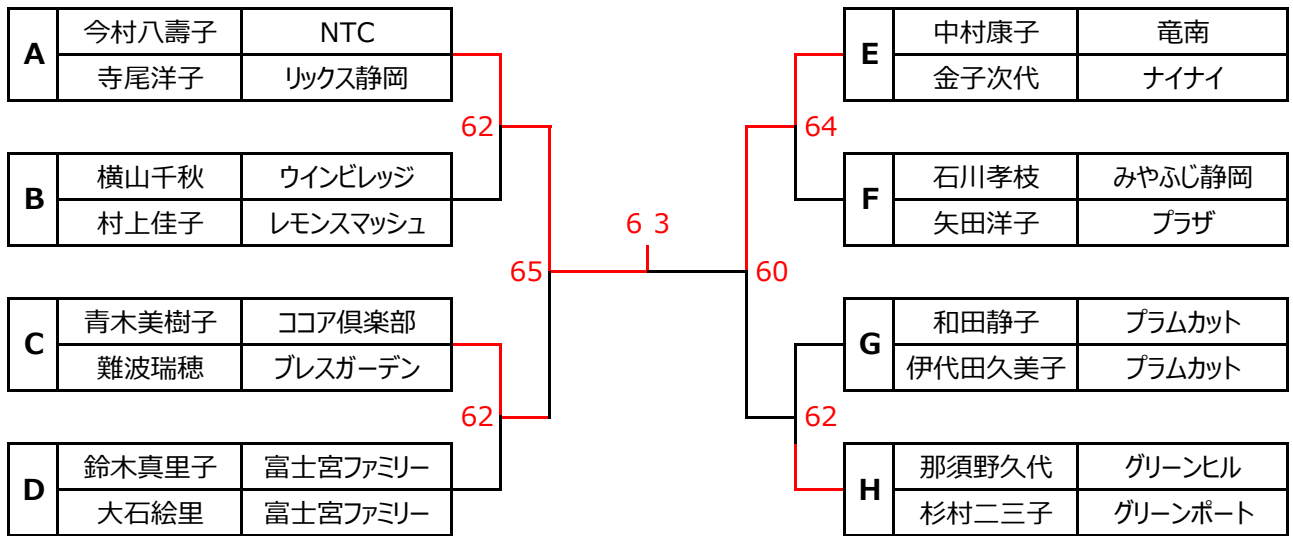 A 今村八壽子 NTC
寺尾洋子 リックス静岡
62
B 横山千秋 ウインビレッジ
村上佳子 レモンスマッシュ
65
C 青木美樹子 ココア倶楽部
難波瑞穂 ブレスガーデン
62
D 鈴木真里子 富士宮ファミリー
大石絵里 富士宮ファミリー
6 3
E 中村康子 竜南
金子次代 ナイナイ
64
F 石川孝枝 みやふじ静岡
矢田洋子 プラザ
60
G 和田静子 プラムカット
伊代田久美子 プラムカット
62
H 那須野久代 グリーンヒル
杉村二三子 グリーンポート